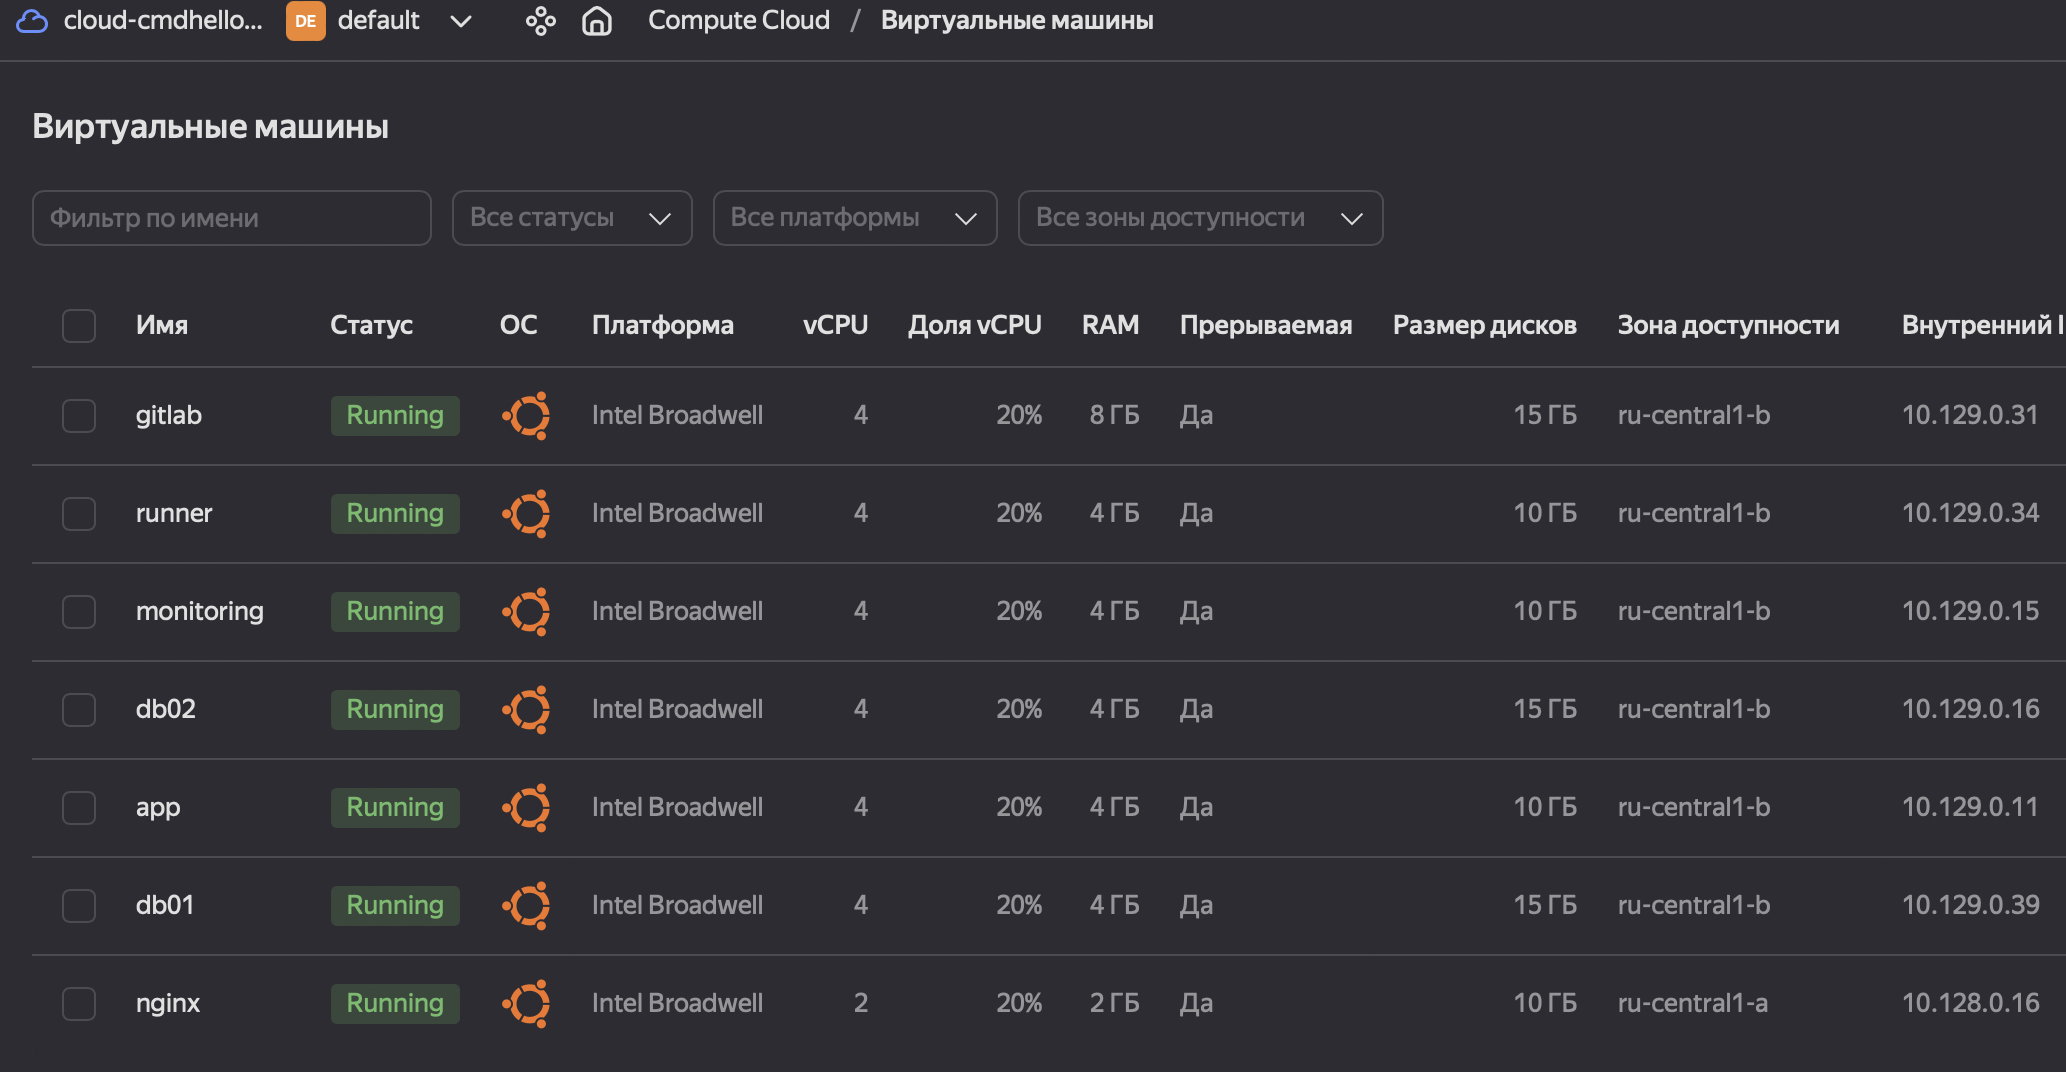 cloud-cmdhello... DE default Compute Cloud / Виртуальные машины
Виртуальные машины
Фильтр по имени Все статусы Все платформы Все зоны доступности
Имя Статус ОС Платформа vCPU Доля vCPU RAM Прерываемая Размер дисков Зона доступности Внутренний I
gitlab Running Intel Broadwell 4 20% 8 ГБ Да 15 ГБ ru-central1-b 10.129.0.31
runner Running Intel Broadwell 4 20% 4 ГБ Да 10 ГБ ru-central1-b 10.129.0.34
monitoring Running Intel Broadwell 4 20% 4 ГБ Да 10 ГБ ru-central1-b 10.129.0.15
db02 Running Intel Broadwell 4 20% 4 ГБ Да 15 ГБ ru-central1-b 10.129.0.16
app Running Intel Broadwell 4 20% 4 ГБ Да 10 ГБ ru-central1-b 10.129.0.11
db01 Running Intel Broadwell 4 20% 4 ГБ Да 15 ГБ ru-central1-b 10.129.0.39
nginx Running Intel Broadwell 2 20% 2 ГБ Да 10 ГБ ru-central1-a 10.128.0.16